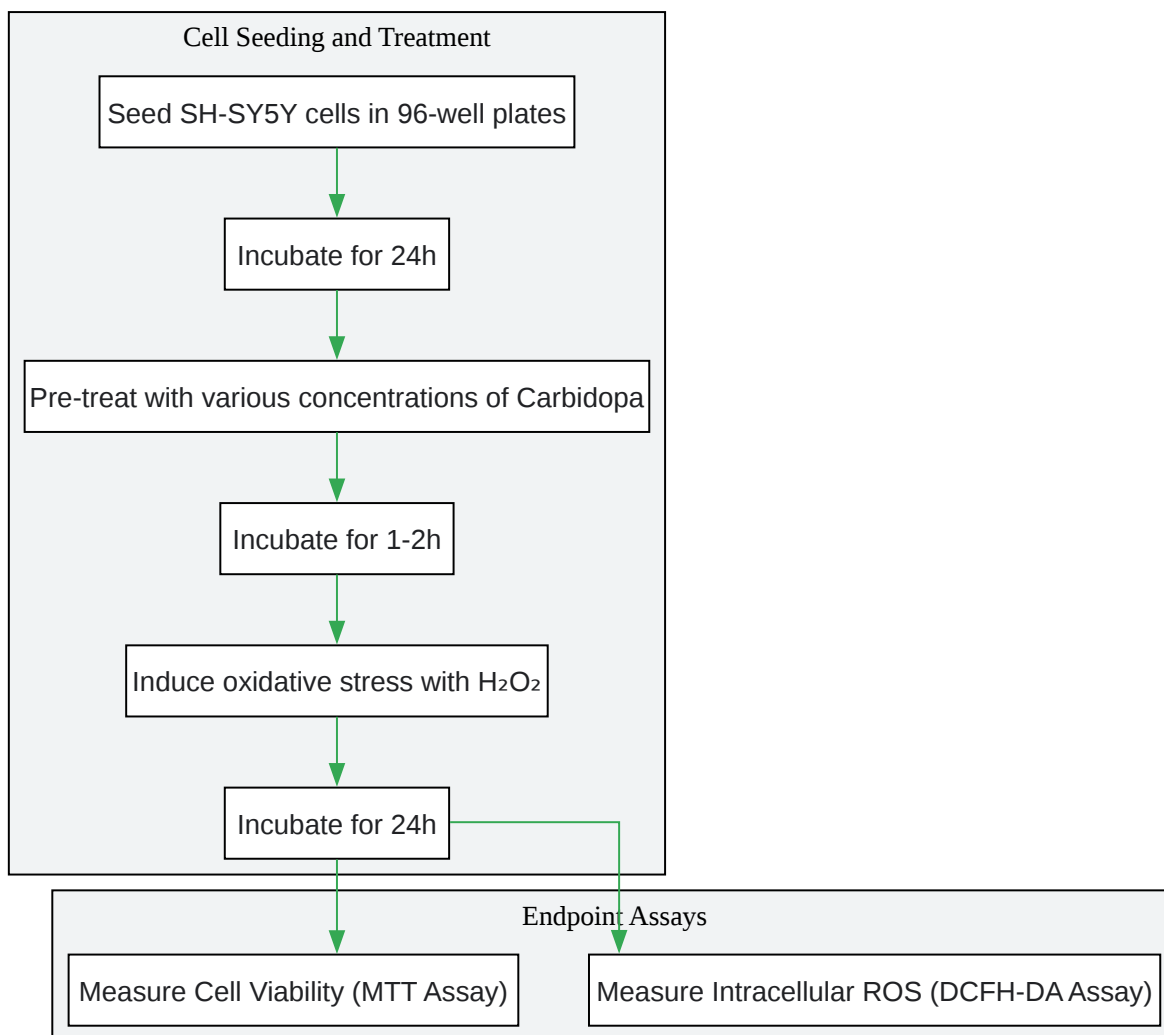 Cell Seeding and Treatment
Seed SH-SY5Y cells in 96-well plates
Incubate for 24h
Pre-treat with various concentrations of Carbidopa
Incubate for 1-2h
Induce oxidative stress with H₂O₂
Incubate for 24h
Endpoint Assays
Measure Cell Viability (MTT Assay)
Measure Intracellular ROS (DCFH-DA Assay)